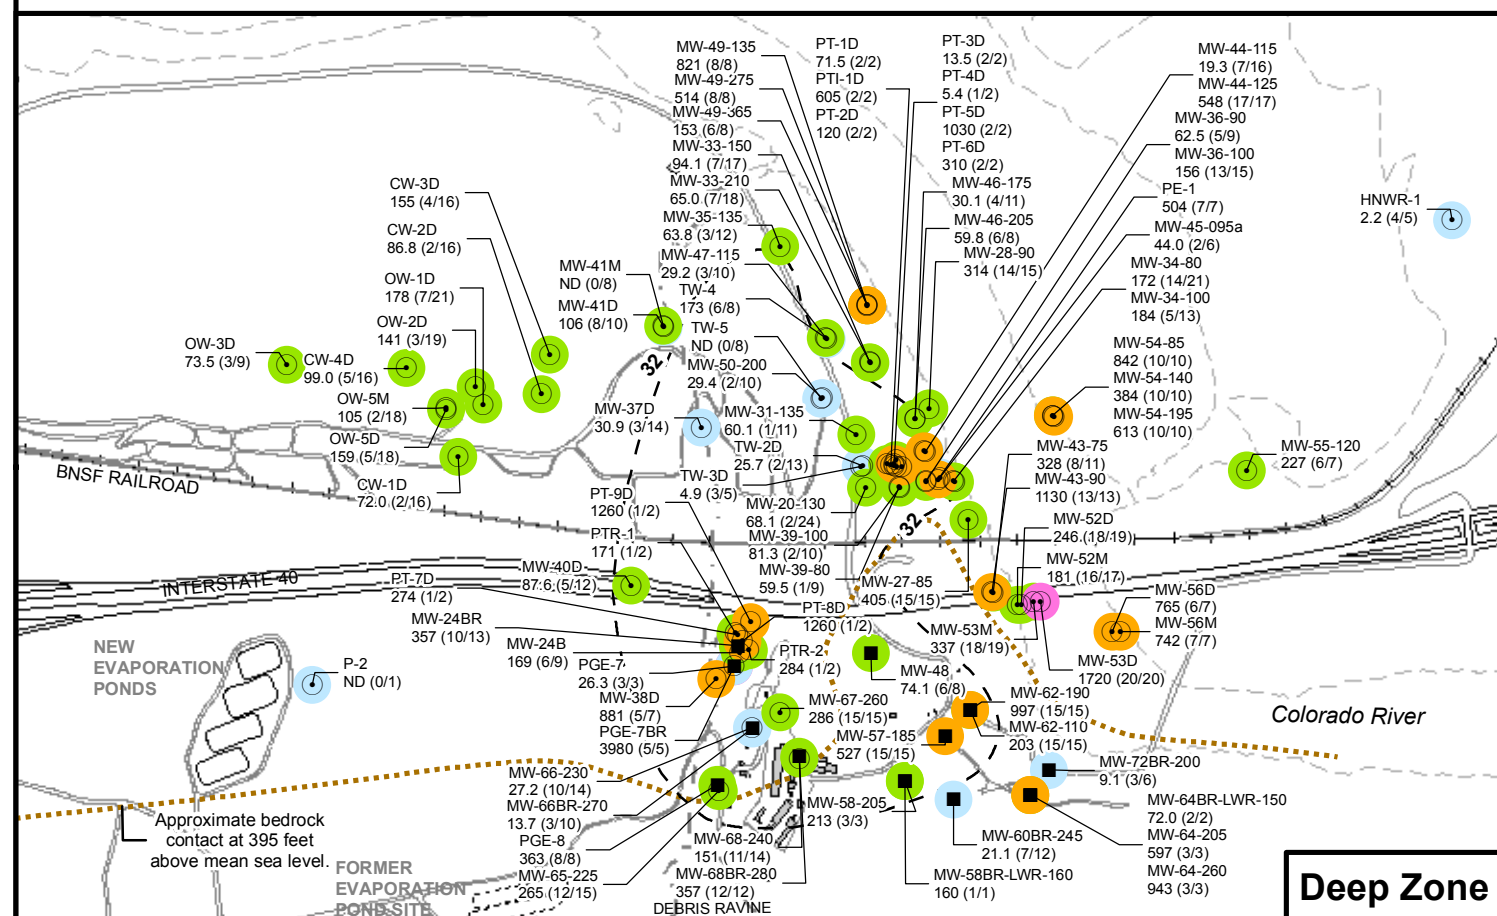 MW-49-135
821 (8/8)
MW-49-275
514 (8/8)
MW-49-365
153 (6/8)
MW-33-150
94.1 (7/17)
MW-33-210
65.0 (7/18)
MW-35-135
63.8 (3/12)
MW-47-115
29.2 (3/10)
TW-4
173 (6/8)
TW-5
ND (0/8)
MW-50-200
29.4 (2/10)
MW-31-135
60.1 (1/11)
TW-2D
25.7 (2/13)
TW-3D
4.9 (3/5)
MW-20-130
68.1 (2/24)
MW-39-100
81.3 (2/10)
MW-39-80
59.5 (1/9)
PT-1D
71.5 (2/2)
PTI-1D
605 (2/2)
PT-2D
120 (2/2)
PT-3D
13.5 (2/2)
PT-4D
5.4 (1/2)
PT-5D
1030 (2/2)
PT-6D
310 (2/2)
MW-46-175
30.1 (4/11)
MW-46-205
59.8 (6/8)
MW-28-90
314 (14/15)
MW-44-115
19.3 (7/16)
MW-44-125
548 (17/17)
MW-36-90
62.5 (5/9)
MW-36-100
156 (13/15)
PE-1
504 (7/7)
MW-45-095a
44.0 (2/6)
MW-34-80
172 (14/21)
MW-34-100
184 (5/13)
MW-54-85
842 (10/10)
MW-54-140
384 (10/10)
MW-54-195
613 (10/10)
MW-43-75
328 (8/11)
MW-43-90
1130 (13/13)
MW-52D
246 (18/19)
MW-52M
181 (16/17)
HNWR-1
2.2 (4/5)
MW-55-120
227 (6/7)
CW-3D
155 (4/16)
CW-2D
86.8 (2/16)
OW-1D
178 (7/21)
OW-2D
141 (3/19)
OW-3D
73.5 (3/9)
CW-4D
99.0 (5/16)
OW-5M
105 (2/18)
OW-5D
159 (5/18)
CW-1D
72.0 (2/16)
MW-41M
ND (0/8)
MW-41D
106 (8/10)
MW-37D
30.9 (3/14)
32
32
BNSF RAILROAD
INTERSTATE 40
PT-9D
1260 (1/2)
PTR-1
171 (1/2)
MW-40D
87.6 (5/12)
PT-7D
274 (1/2)
MW-24BR
357 (10/13)
MW-24B
169 (6/9)
PGE-7
26.3 (3/3)
MW-38D
881 (5/7)
PGE-7BR
3980 (5/5)
PT-8D
1260 (1/2)
PTR-2
284 (1/2)
MW-27-85
405 (15/15)
MW-53M
337 (18/19)
MW-53D
1720 (20/20)
MW-56D
765 (6/7)
MW-56M
742 (7/7)
MW-48
74.1 (6/8)
MW-62-190
997 (15/15)
MW-62-110
203 (15/15)
MW-67-260
286 (15/15)
MW-57-185
527 (15/15)
Colorado River
NEW
EVAPORATION
PONDS
P-2
ND (0/1)
MW-66-230
27.2 (10/14)
MW-66BR-270
13.7 (3/10)
PGE-8
363 (8/8)
MW-65-225
265 (12/15)
MW-68-240
151 (11/14)
MW-68BR-280
357 (12/12)
MW-58-205
213 (3/3)
MW-72BR-200
9.1 (3/6)
MW-64BR-LWR-150
72.0 (2/2)
MW-64-205
597 (3/3)
MW-64-260
943 (3/3)
MW-60BR-245
21.1 (7/12)
MW-58BR-LWR-160
160 (1/1)
Approximate bedrock
contact at 395 feet
above mean sea level.
FORMER
EVAPORATION
POND SITE
DEBRIS RAVINE
Deep Zone